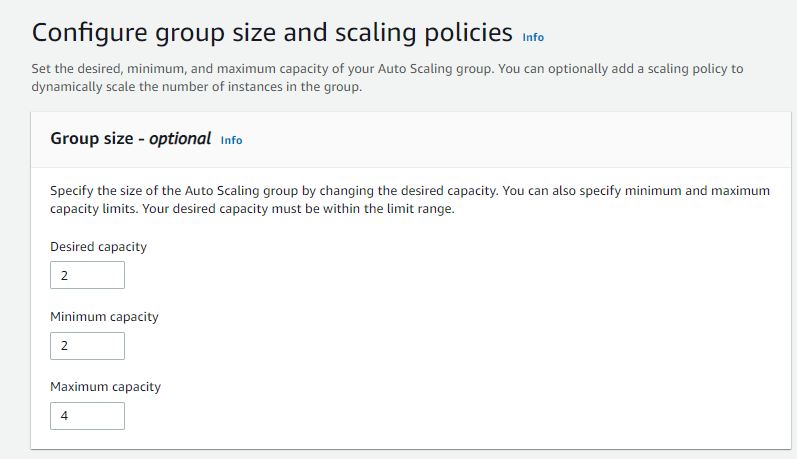 Configure group size and scaling policies Info
Set the desired, minimum, and maximum capacity of your Auto Scaling group. You can optionally add a scaling policy to
dynamically scale the number of instances in the group.
Group size - optional Info
Specify the size of the Auto Scaling group by changing the desired capacity. You can also specify minimum and maximum
capacity limits. Your desired capacity must be within the limit range.
Desired capacity
2
Minimum capacity
2
Maximum capacity
4